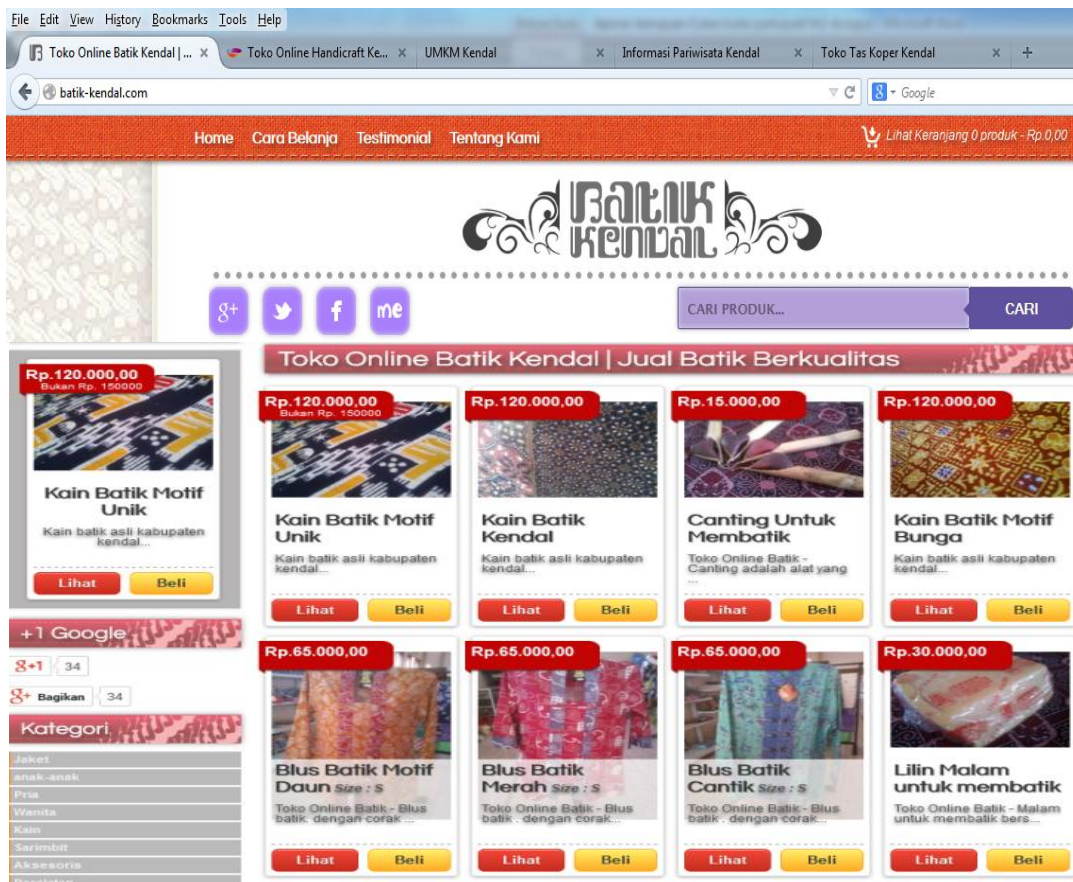 File Edit View History Bookmarks Tools Help
Toko Online Batik Kendal | ... × Toko Online Handicraft Ke... × UMKM Kendal × Informasi Pariwisata Kendal × Toko Tas Koper Kendal × +
batik-kendal.com Google
Home Cara Belanja Testimonial Tentang Kami Lihat Keranjang 0 produk - Rp.0,00
Batik
Kendal
g+ f me CARI PRODUK... CARI
Toko Online Batik Kendal | Jual Batik Berkualitas
Rp.120.000,00
Bukan Rp. 150000
Kain Batik Motif
Unik
Kain batik asli kabupaten
kendal...
Lihat Beli
+1 Google
g+1 34
g+ Bagikan 34
Kategori
Jaket
anak-anak
Pria
Wanita
Kain
Sarimbit
Aksesoris
Rp.120.000,00
Bukan Rp. 150000
Kain Batik Motif
Unik
Kain batik asli kabupaten
kendal...
Lihat Beli
Rp.120.000,00
Kain Batik
Kendal
Kain batik asli kabupaten
kendal...
Lihat Beli
Rp.15.000,00
Canting Untuk
Membatik
Toko Online Batik -
Canting adalah alat yang
...
Lihat Beli
Rp.120.000,00
Kain Batik Motif
Bunga
Kain batik asli kabupaten
kendal...
Lihat Beli
Rp.65.000,00
Blus Batik Motif
Daun Size : S
Toko Online Batik - Blus
batik. dengan corak ...
Lihat Beli
Rp.65.000,00
Blus Batik
Merah Size : S
Toko Online Batik - Blus
batik . dengan corak...
Lihat Beli
Rp.65.000,00
Blus Batik
Cantik Size : S
Toko Online Batik - Blus
batik . dengan corak...
Lihat Beli
Rp.30.000,00
Lilin Malam
untuk membatik
Toko Online Batik - Malam
untuk membatik bers...
Lihat Beli